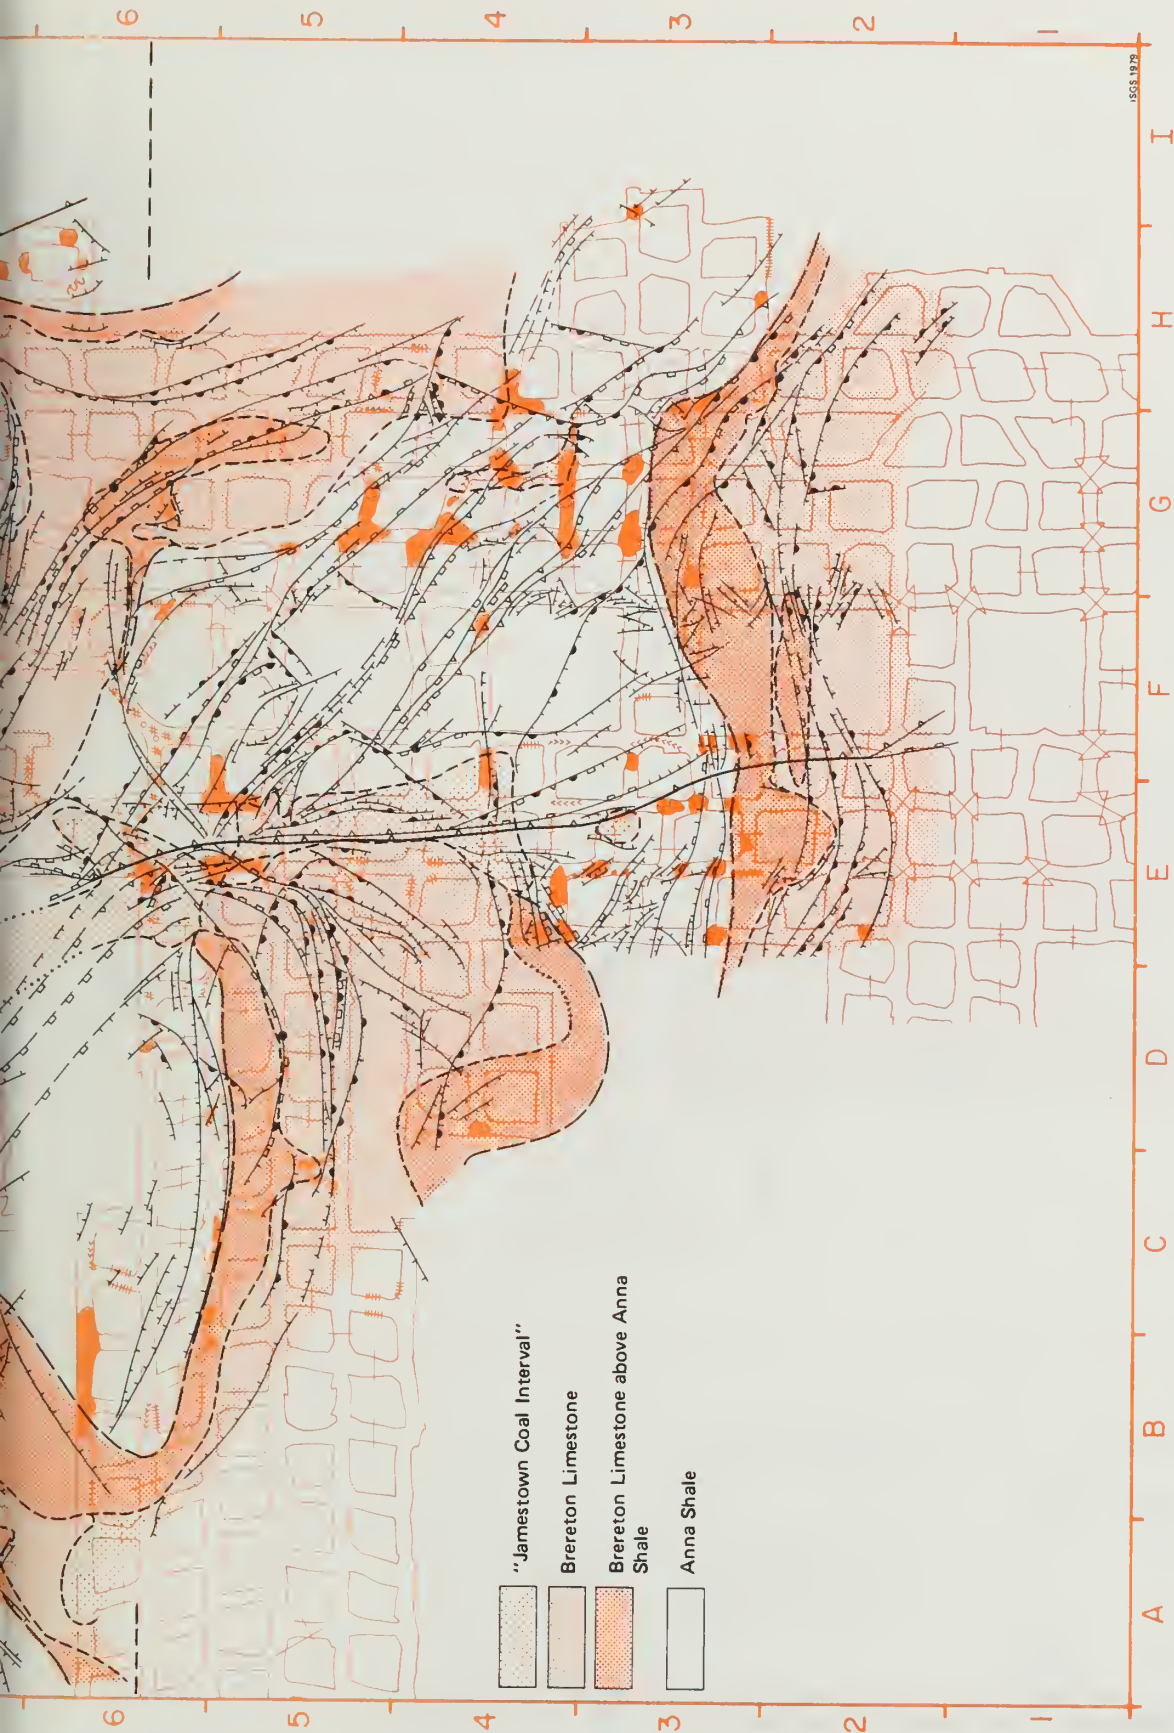 "Jamestown Coal Interval"
Brereton Limestone
Brereton Limestone above Anna
Shale
Anna Shale
6
5
4
3
2
1
6
5
4
3
2
1
A
B
C
D
E
F
G
H
I
ISGS 1979